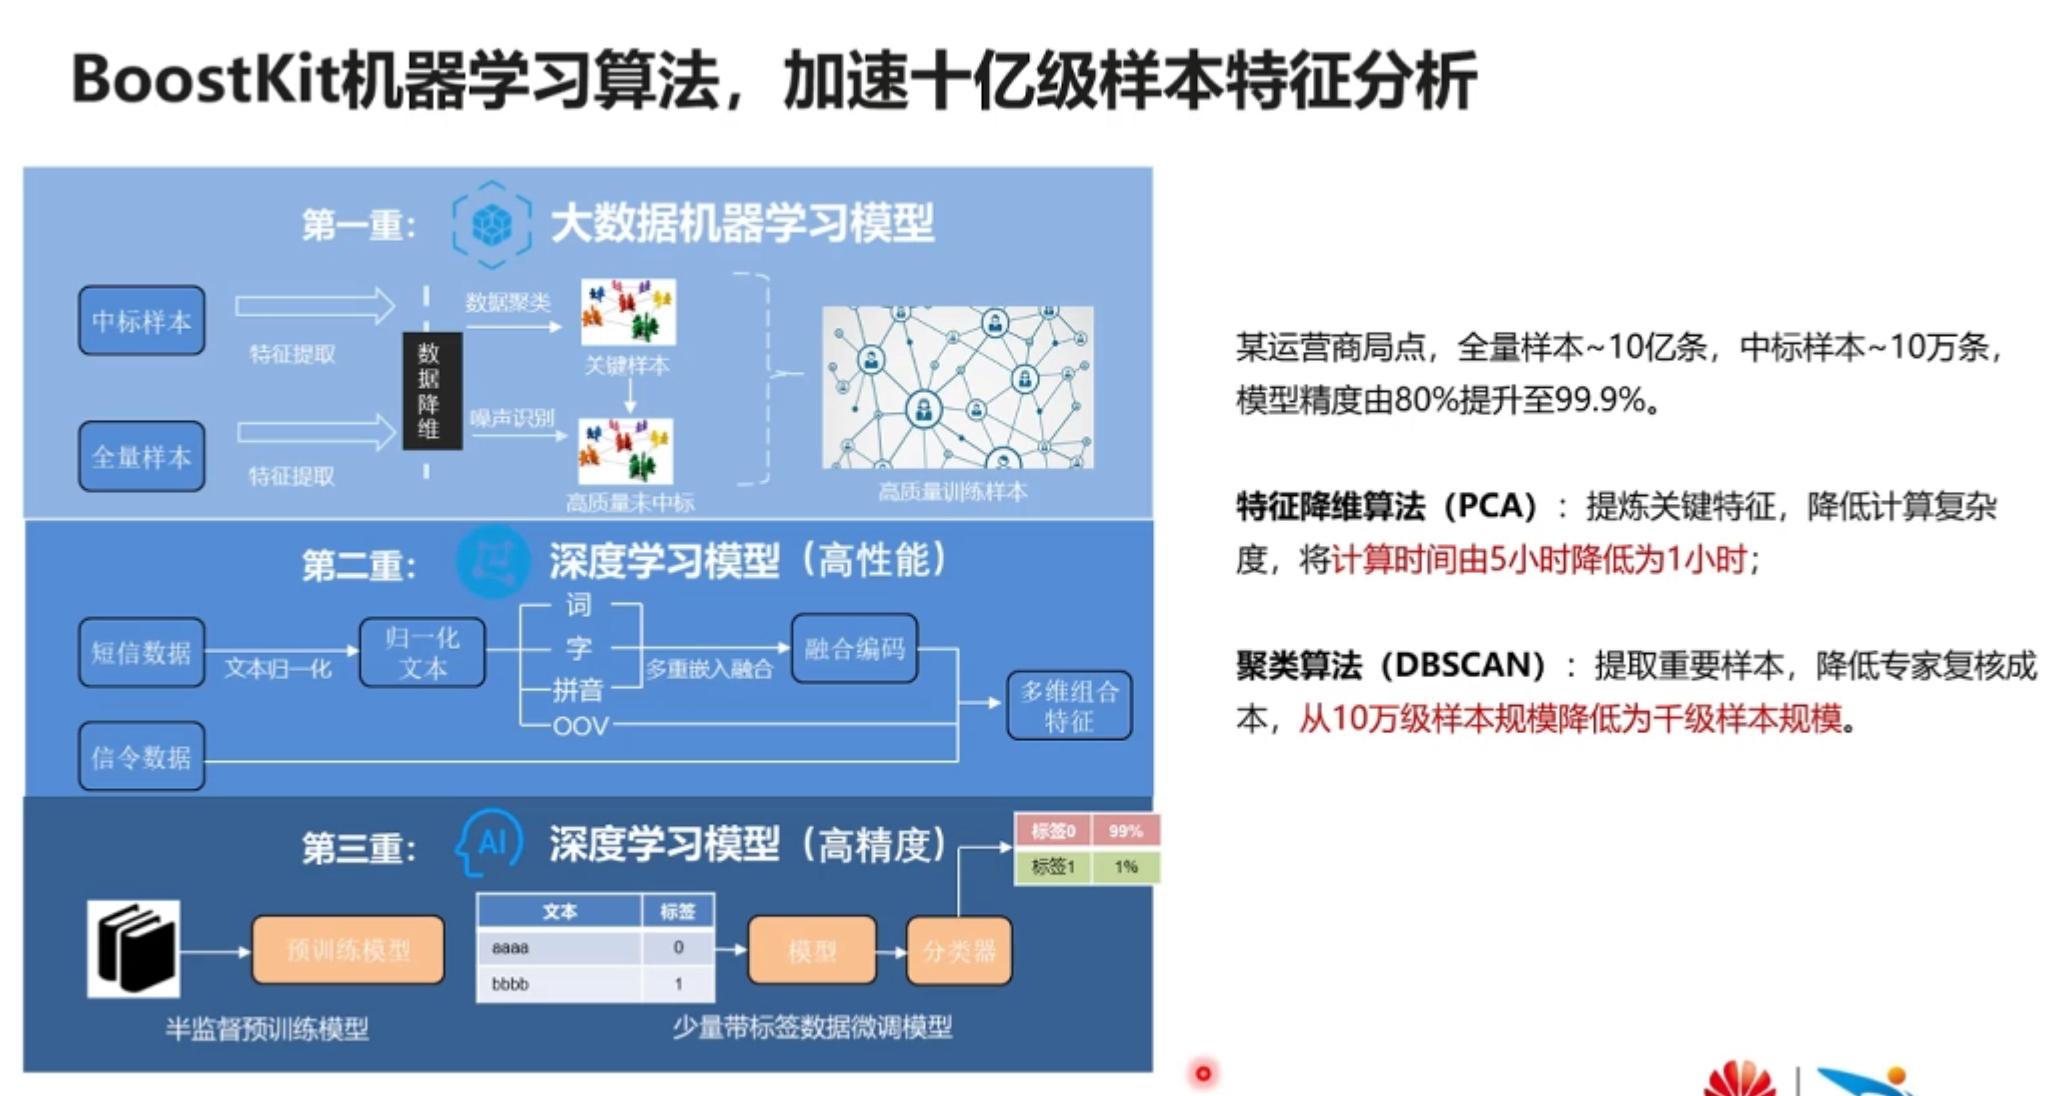 BoostKit机器学习算法，加速十亿级样本特征分析
第一重：
大数据机器学习模型
中标样本
特征提取
全量样本
特征提取
数据降维
数据聚类
关键样本
噪声识别
高质量未中标
高质量训练样本
第二重：
深度学习模型（高性能）
短信数据
文本归一化
归一化
文本
词
字
拼音
OOV
多重嵌入融合
融合编码
多维组合
特征
信令数据
第三重：
AI
深度学习模型（高精度）
标签0 99%
标签1 1%
预训练模型
半监督预训练模型
文本 标签
aaaa 0
bbbb 1
模型
分类器
少量带标签数据微调模型
某运营商局点，全量样本~10亿条，中标样本~10万条，
模型精度由80%提升至99.9%。
特征降维算法（PCA）：提炼关键特征，降低计算复杂
度，将计算时间由5小时降低为1小时；
聚类算法（DBSCAN）：提取重要样本，降低专家复核成
本，从10万级样本规模降低为千级样本规模。